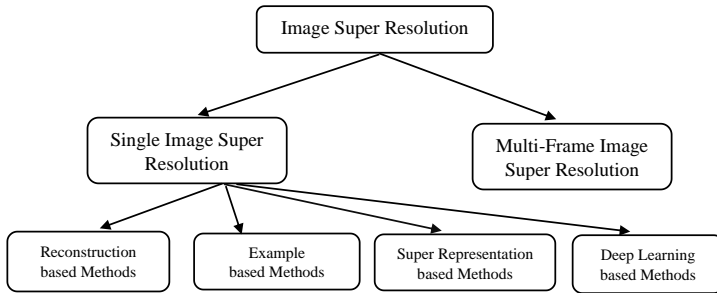 Image Super Resolution
Single Image Super
Resolution
Multi-Frame Image
Super Resolution
Reconstruction
based Methods
Example
based Methods
Super Representation
based Methods
Deep Learning
based Methods